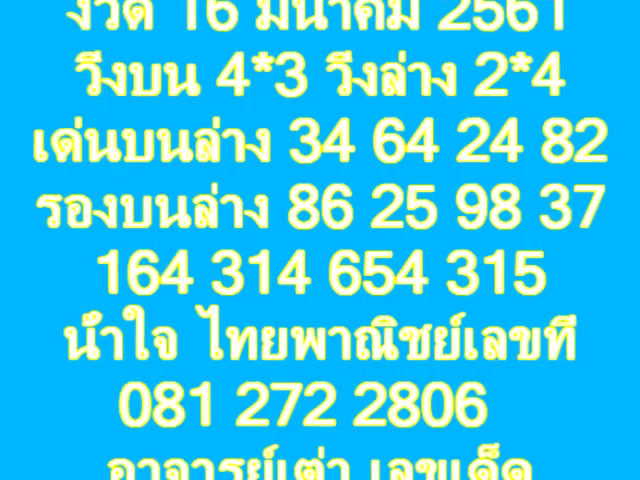 งวด 16 มีนาคม 2561
วิ่งบน 4*3 วิ่งล่าง 2*4
เด่นบนล่าง 34 64 24 82
รองบนล่าง 86 25 98 37
164 314 654 315
น้ำใจ ไทยพาณิชย์เลขที่
081 272 2806
อาจารย์เต่า เลขเด็ด